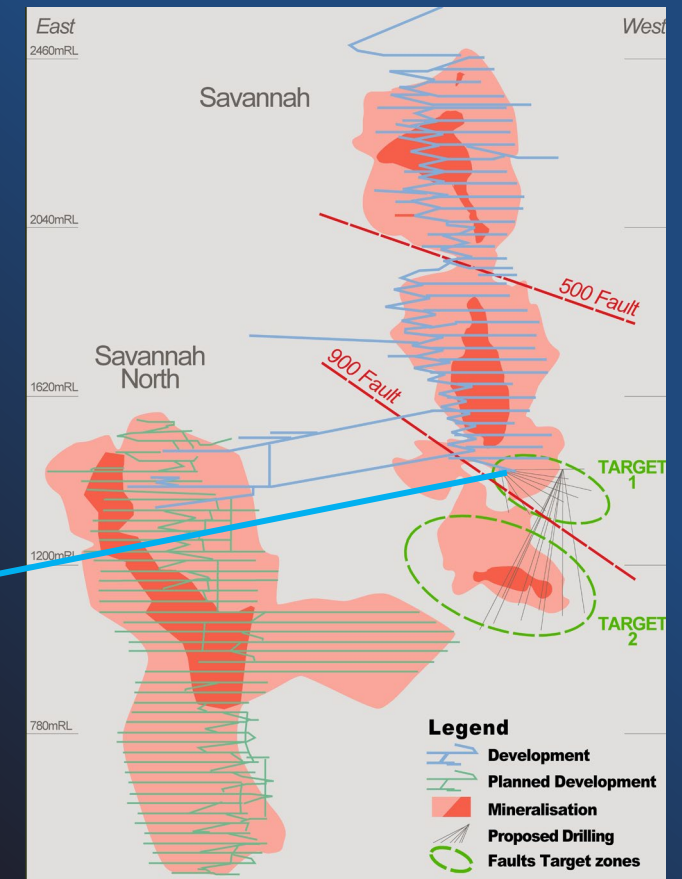 East
West
2460mRL
Savannah
2040mRL
500 Fault
Savannah
North
900 Fault
1620mRL
TARGET
1
1200mRL
TARGET
2
780mRL
Legend
Development
Planned Development
Mineralisation
Proposed Drilling
Faults Target zones